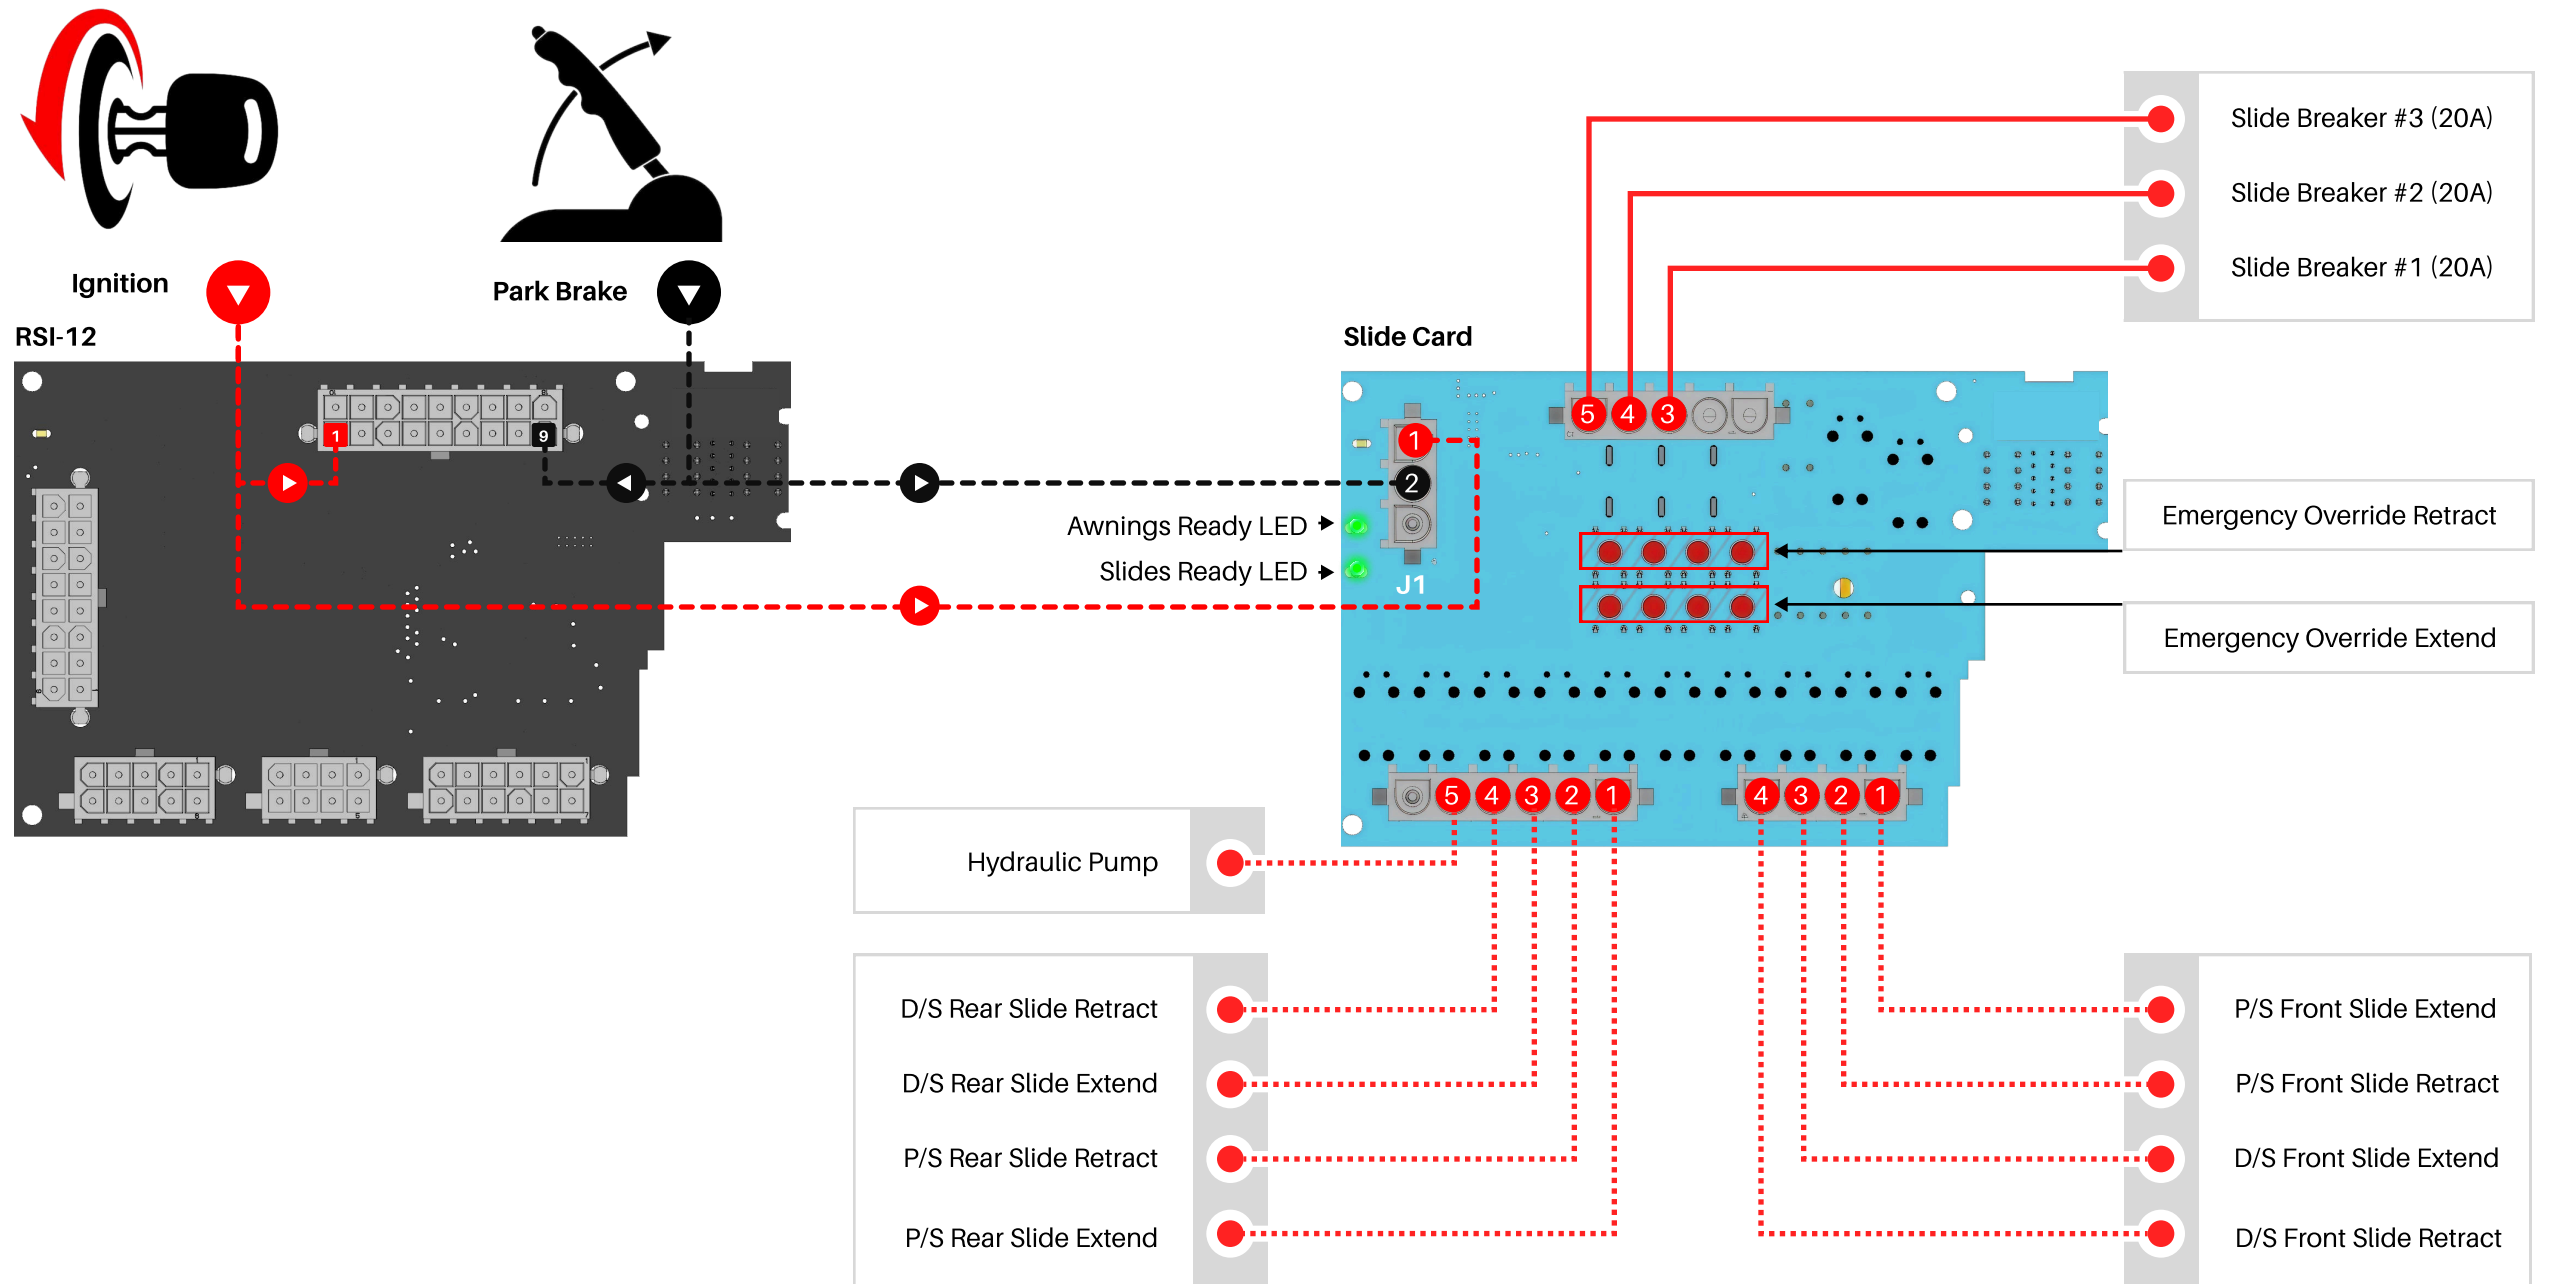 Slide Breaker #3 (20A)
Slide Breaker #2 (20A)
Slide Breaker #1 (20A)
Ignition
Park Brake
RSI-12
Slide Card
5 4 3
1
9
1
2
Awnings Ready LED
Slides Ready LED
J1
Emergency Override Retract
Emergency Override Extend
5 4 3 2 1
4 3 2 1
Hydraulic Pump
D/S Rear Slide Retract
D/S Rear Slide Extend
P/S Rear Slide Retract
P/S Rear Slide Extend
P/S Front Slide Extend
P/S Front Slide Retract
D/S Front Slide Extend
D/S Front Slide Retract